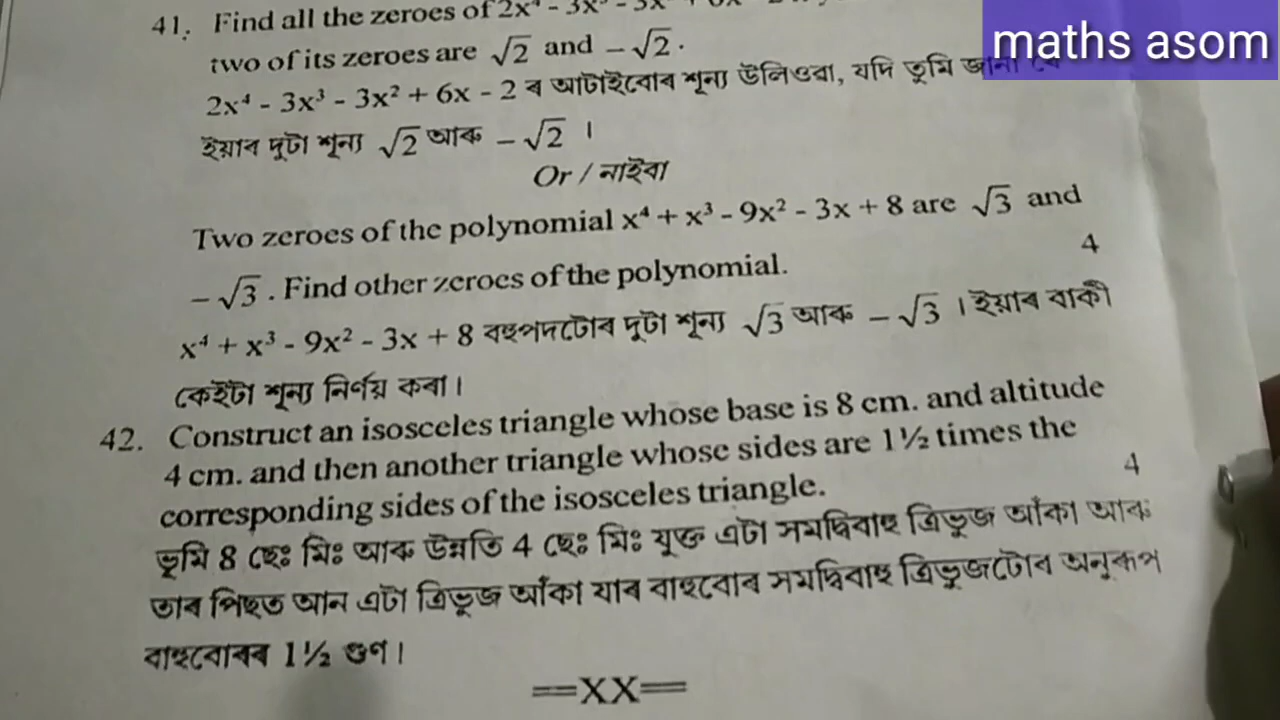 maths asom
41. Find all the zeroes of 2x⁴ - 3x³ - 3x²
two of its zeroes are √2 and -√2.
2x⁴ - 3x³ - 3x² + 6x - 2 ৰ আটাইবোৰ শূন্য উলিওৱা, যদি তুমি জানা যে
ইয়াৰ দুটা শূন্য √2 আৰু -√2 ।
Or / নাইবা
Two zeroes of the polynomial x⁴ + x³ - 9x² - 3x + 8 are √3 and
-√3. Find other zeroes of the polynomial. 4
x⁴ + x³ - 9x² - 3x + 8 বহুপদটোৰ দুটা শূন্য √3 আৰু -√3 । ইয়াৰ বাকী
কেইটা শূন্য নিৰ্ণয় কৰা।
42. Construct an isosceles triangle whose base is 8 cm. and altitude
4 cm. and then another triangle whose sides are 1½ times the
corresponding sides of the isosceles triangle. 4
ভূমি 8 ছেঃ মিঃ আৰু উন্নতি 4 ছেঃ মিঃ যুক্ত এটা সমদ্বিবাহু ত্ৰিভুজ আঁকা আৰু
তাৰ পিছত আন এটা ত্ৰিভুজ আঁকা যাৰ বাহুবোৰ সমদ্বিবাহু ত্ৰিভুজটোৰ অনুৰূপ
বাহুবোৰৰ 1½ গুণ।
==XX==